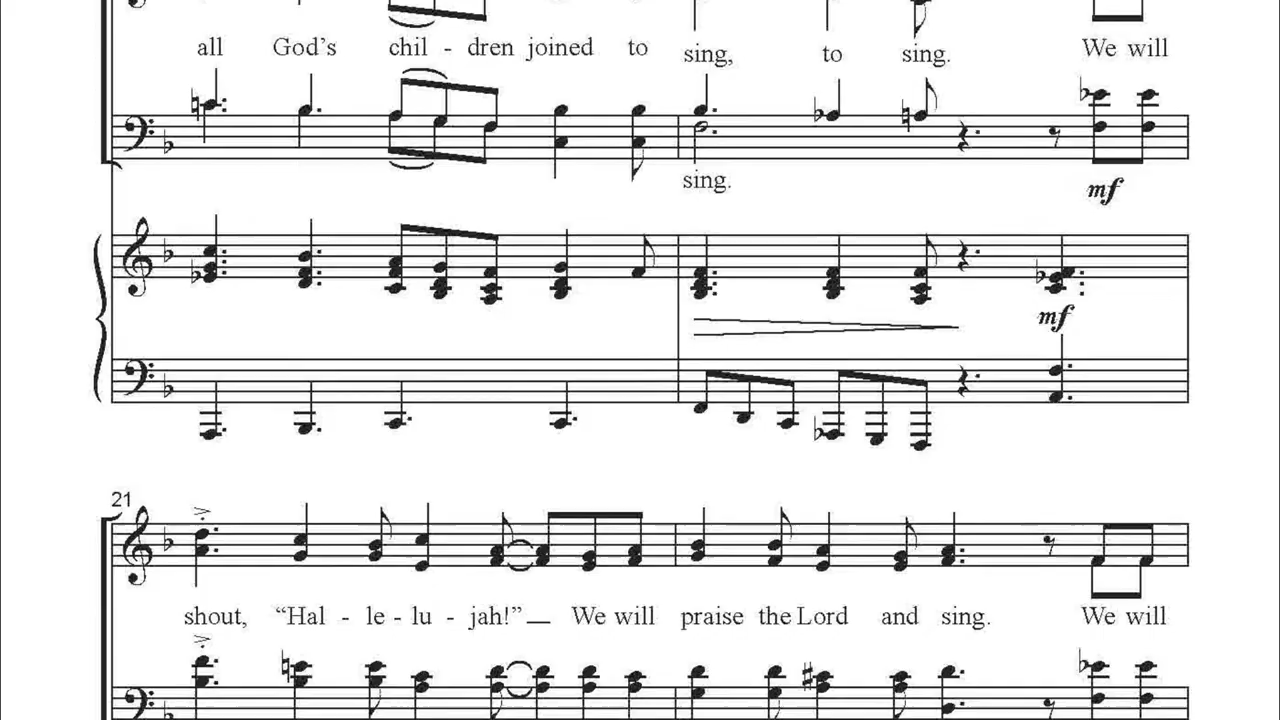 all God's chil - dren joined to sing, to sing. We will
sing.
mf
mf
21
shout, “Hal - le - lu - jah!” We will praise the Lord and sing. We will